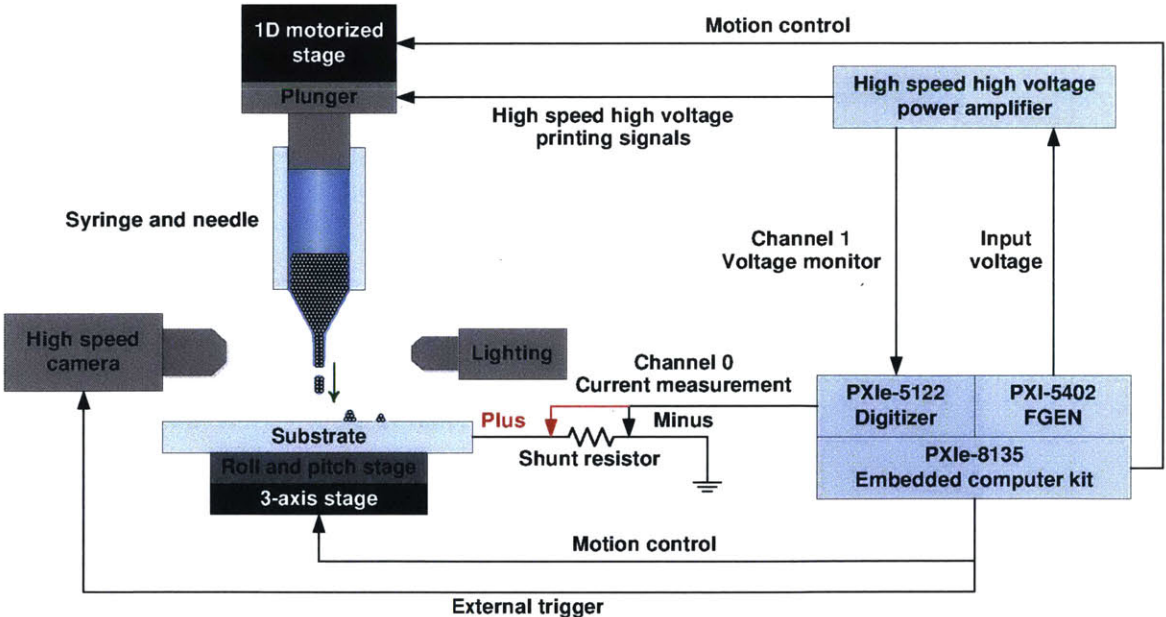 1D motorized
stage
Plunger
Motion control
High speed high voltage
power amplifier
High speed high voltage
printing signals
Syringe and needle
Channel 1
Voltage monitor
Input
voltage
High speed
camera
Lighting
Channel 0
Current measurement
PXIe-5122
Digitizer
PXI-5402
FGEN
Plus
Minus
Substrate
Shunt resistor
PXIe-8135
Embedded computer kit
Roll and pitch stage
3-axis stage
Motion control
External trigger